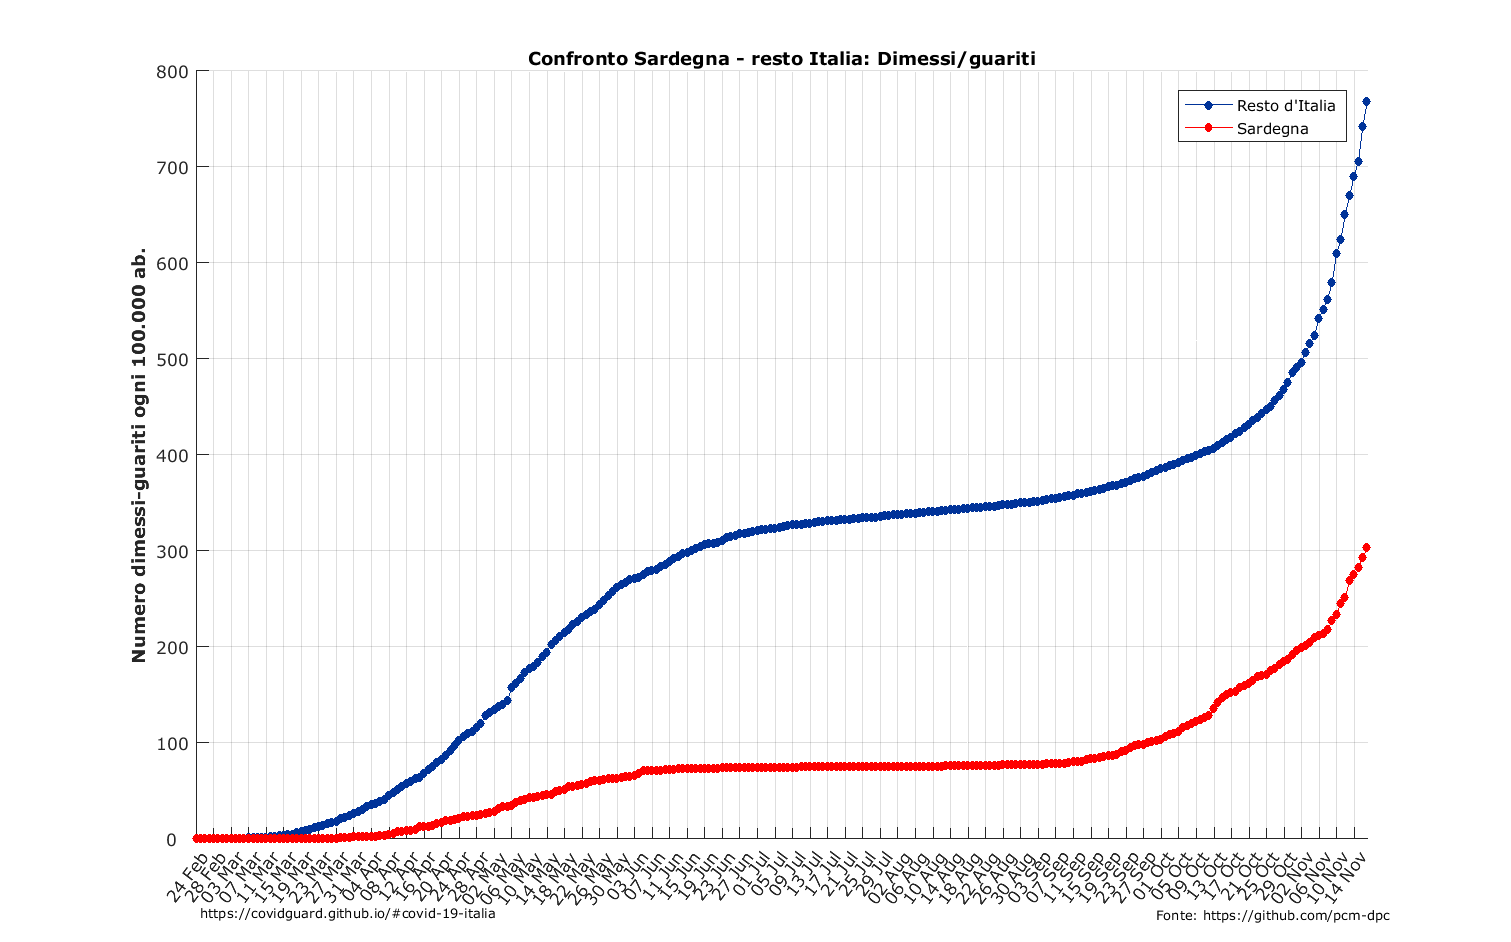 Confronto Sardegna - resto Italia: Dimessi/guariti
Resto d'Italia
Sardegna
Numero dimessi-guariti ogni 100.000 ab.
800
700
600
500
400
300
200
100
0
24 Feb
28 Feb
03 Mar
07 Mar
11 Mar
15 Mar
19 Mar
23 Mar
27 Mar
31 Mar
04 Apr
08 Apr
12 Apr
16 Apr
20 Apr
24 Apr
28 Apr
02 May
06 May
10 May
14 May
18 May
22 May
26 May
30 May
03 Jun
07 Jun
11 Jun
15 Jun
19 Jun
23 Jun
27 Jun
01 Jul
05 Jul
09 Jul
13 Jul
17 Jul
21 Jul
25 Jul
29 Jul
02 Aug
06 Aug
10 Aug
14 Aug
18 Aug
22 Aug
26 Aug
30 Aug
03 Sep
07 Sep
11 Sep
15 Sep
19 Sep
23 Sep
27 Sep
01 Oct
05 Oct
09 Oct
13 Oct
17 Oct
21 Oct
25 Oct
29 Oct
02 Nov
06 Nov
10 Nov
14 Nov
https://covidguard.github.io/#covid-19-italia
Fonte: https://github.com/pcm-dpc